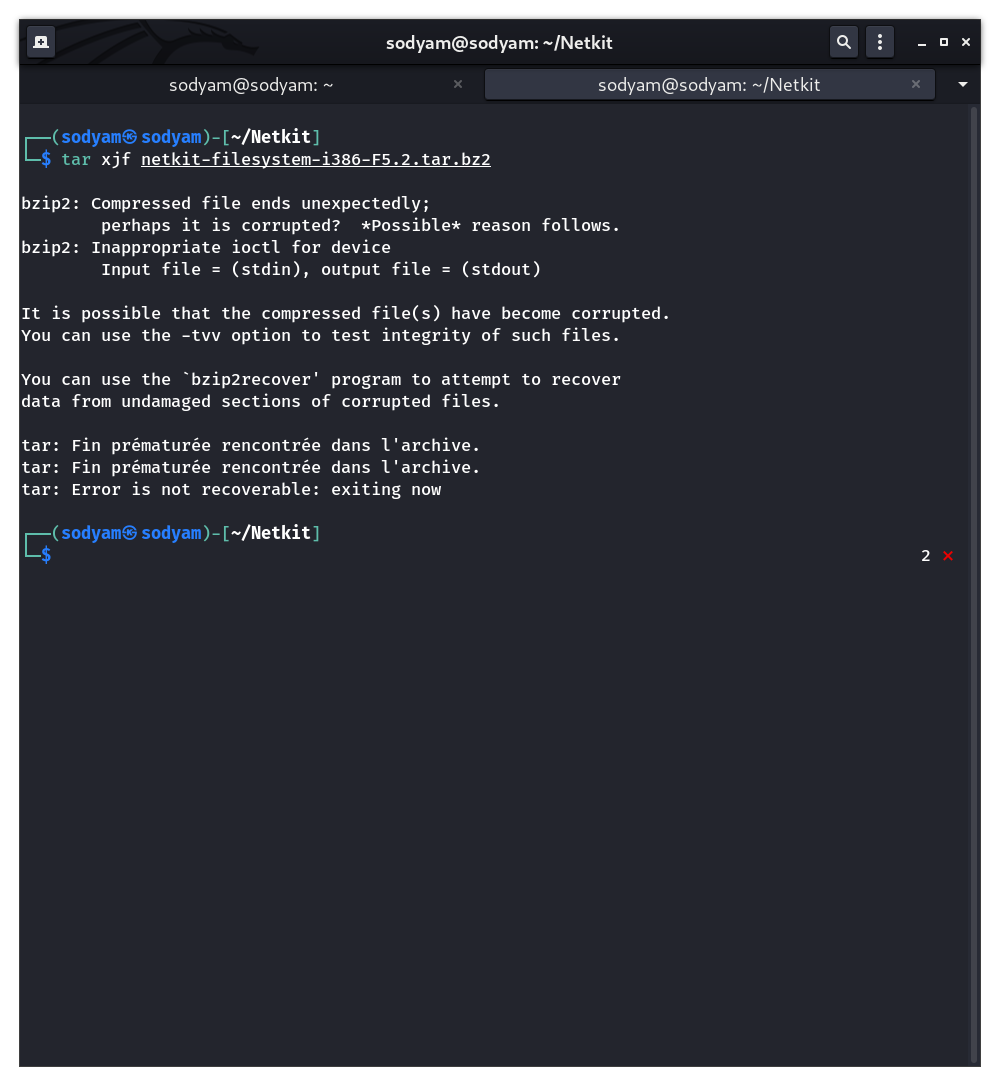 sodyam@sodyam: ~/Netkit
sodyam@sodyam: ~
sodyam@sodyam: ~/Netkit
┌──(sodyam㉿sodyam)-[~/Netkit]
└─$ tar xjf netkit-filesystem-i386-F5.2.tar.bz2
bzip2: Compressed file ends unexpectedly;
        perhaps it is corrupted?  *Possible* reason follows.
bzip2: Inappropriate ioctl for device
        Input file = (stdin), output file = (stdout)
It is possible that the compressed file(s) have become corrupted.
You can use the -tvv option to test integrity of such files.
You can use the `bzip2recover' program to attempt to recover
data from undamaged sections of corrupted files.
tar: Fin prématurée rencontrée dans l'archive.
tar: Fin prématurée rencontrée dans l'archive.
tar: Error is not recoverable: exiting now
┌──(sodyam㉿sodyam)-[~/Netkit]
└─$ 2 ⨯